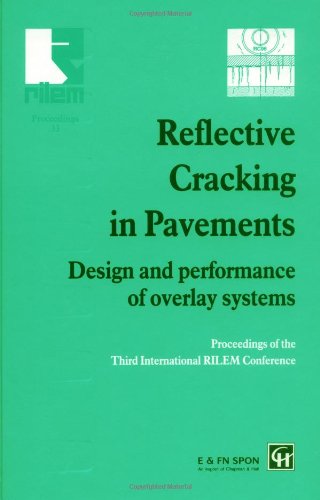 rilem
Proceedings
33
Reflective
Cracking
in Pavements
Design and performance
of overlay systems
Proceedings of the
Third International RILEM Conference
E & FN SPON
An imprint of Chapman & Hall